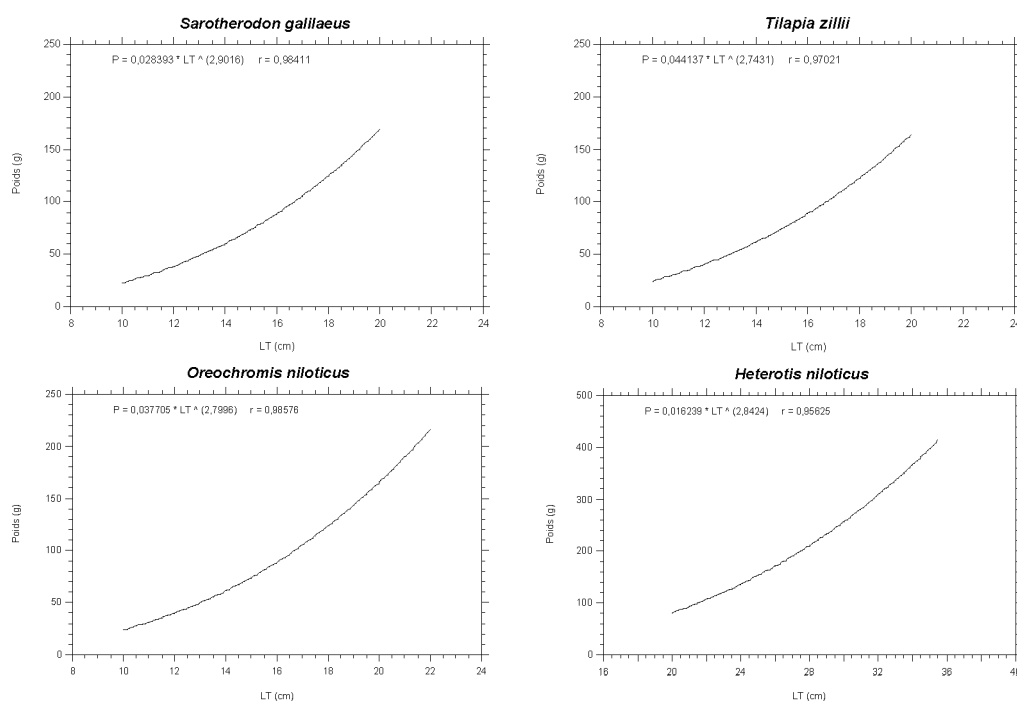 Sarotherodon galilaeus
P = 0,028393 * LT ^ (2,9016) r = 0,98411
250
200
150
100
50
0
Poids (g)
8 10 12 14 16 18 20 22 24
LT (cm)
Tilapia zillii
P = 0,044137 * LT ^ (2,7431) r = 0,97021
250
200
150
100
50
0
Poids (g)
8 10 12 14 16 18 20 22 2
LT (cm)
Oreochromis niloticus
P = 0,037705 * LT ^ (2,7996) r = 0,98576
250
200
150
100
50
0
Poids (g)
8 10 12 14 16 18 20 22 24
LT (cm)
Heterotis niloticus
P = 0,016239 * LT ^ (2,8424) r = 0,95625
500
400
300
200
100
0
Poids (g)
16 20 24 28 32 36 40
LT (cm)